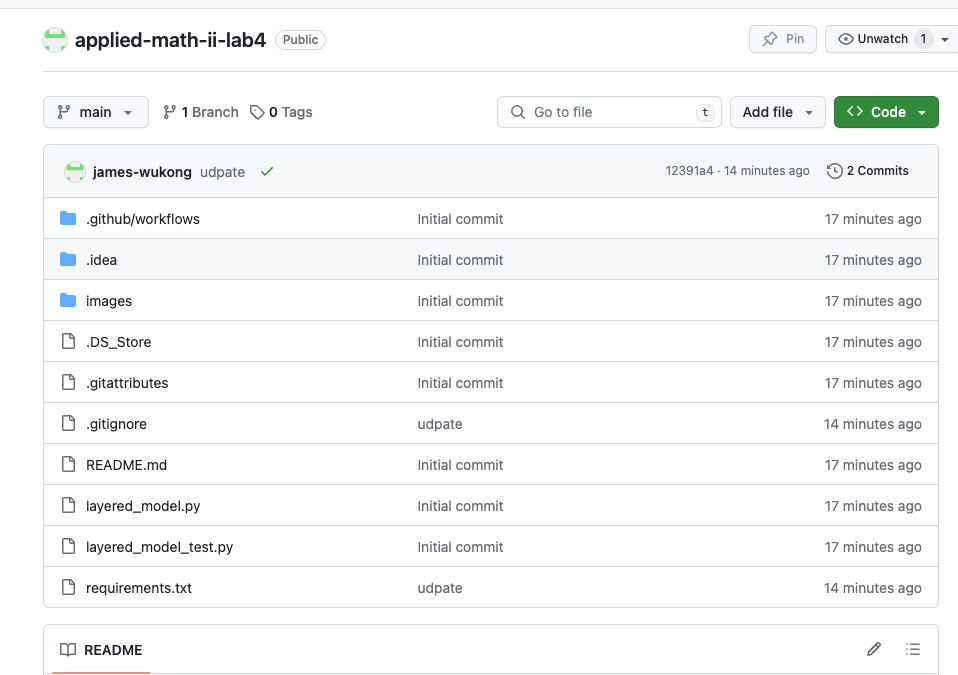 applied-math-ii-lab4 Public Pin Unwatch 1
main 1 Branch 0 Tags Go to file t Add file Code
james-wukong udpate 12391a4 · 14 minutes ago 2 Commits
.github/workflows Initial commit 17 minutes ago
.idea Initial commit 17 minutes ago
images Initial commit 17 minutes ago
.DS_Store Initial commit 17 minutes ago
.gitattributes Initial commit 17 minutes ago
.gitignore udpate 14 minutes ago
README.md Initial commit 17 minutes ago
layered_model.py Initial commit 17 minutes ago
layered_model_test.py Initial commit 17 minutes ago
requirements.txt udpate 14 minutes ago
README